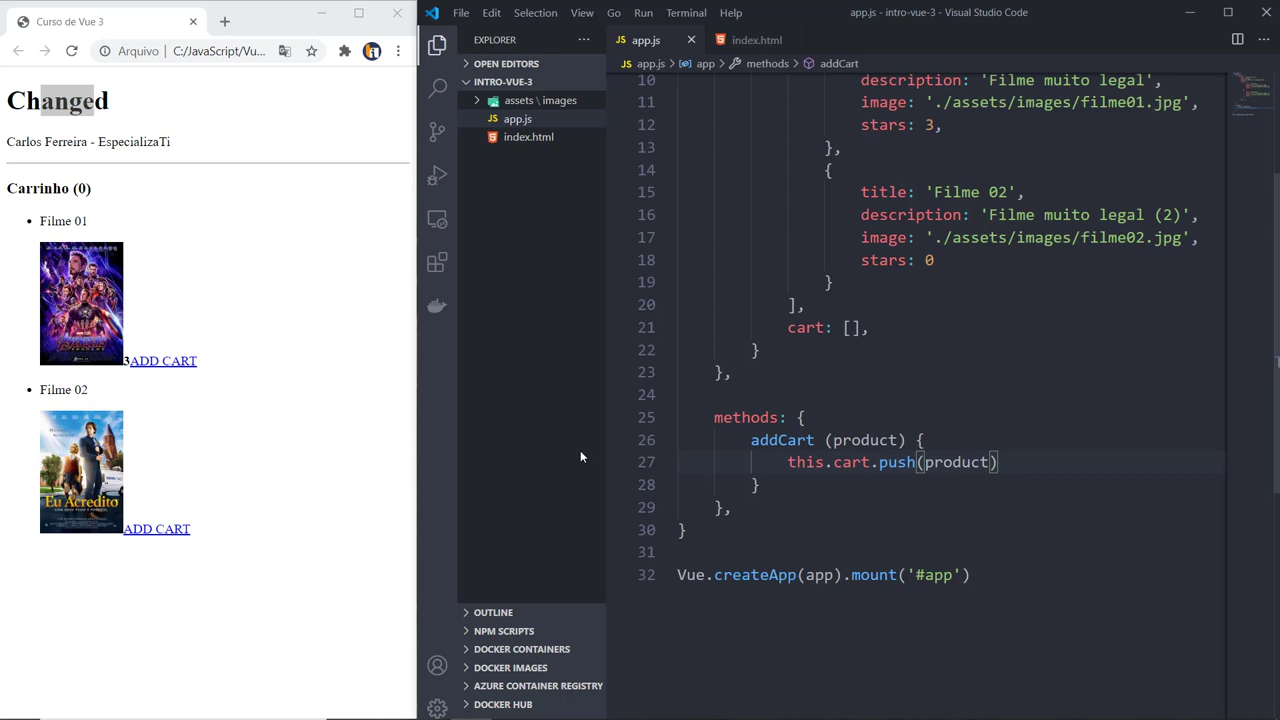 Curso de Vue 3
Arquivo
C:/JavaScript/Vu...
Changed
Carlos Ferreira - EspecializaTi
Carrinho (0)
Filme 01
3ADD CART
Filme 02
Eu Acredito
ADD CART
File Edit Selection View Go Run Terminal Help
app.js - intro-vue-3 - Visual Studio Code
EXPLORER
OPEN EDITORS
INTRO-VUE-3
assets \ images
JS app.js
index.html
OUTLINE
NPM SCRIPTS
DOCKER CONTAINERS
DOCKER IMAGES
AZURE CONTAINER REGISTRY
DOCKER HUB
JS app.js
index.html
JS app.js > app > methods > addCart
10 description: 'Filme muito legal',
11 image: './assets/images/filme01.jpg',
12 stars: 3,
13 },
14 {
15 title: 'Filme 02',
16 description: 'Filme muito legal (2)',
17 image: './assets/images/filme02.jpg',
18 stars: 0
19 }
20 ],
21 cart: [],
22 }
23 },
24
25 methods: {
26 addCart (product) {
27 this.cart.push(product)
28 }
29 },
30 }
31
32 Vue.createApp(app).mount('#app')